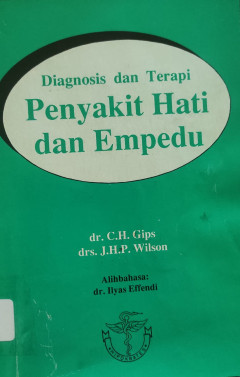 Diagnosis dan Terapi
Penyakit Hati
dan Empedu
dr. C.H. Gips
drs. J.H.P. Wilson
Alihbahasa:
dr. Ilyas Effendi